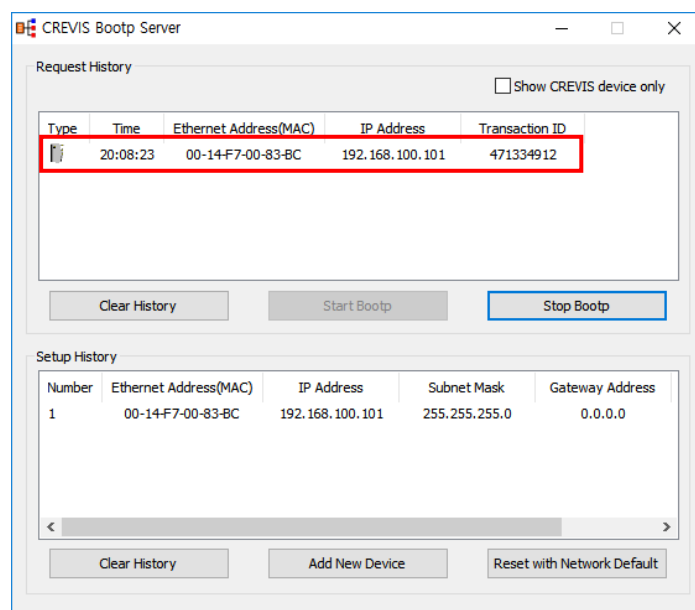 CREVIS Bootp Server
Request History
Show CREVIS device only
Type Time Ethernet Address(MAC) IP Address Transaction ID
20:08:23 00-14-F7-00-83-BC 192.168.100.101 471334912
Clear History Start Bootp Stop Bootp
Setup History
Number Ethernet Address(MAC) IP Address Subnet Mask Gateway Address
1 00-14-F7-00-83-BC 192.168.100.101 255.255.255.0 0.0.0.0
Clear History Add New Device Reset with Network Default